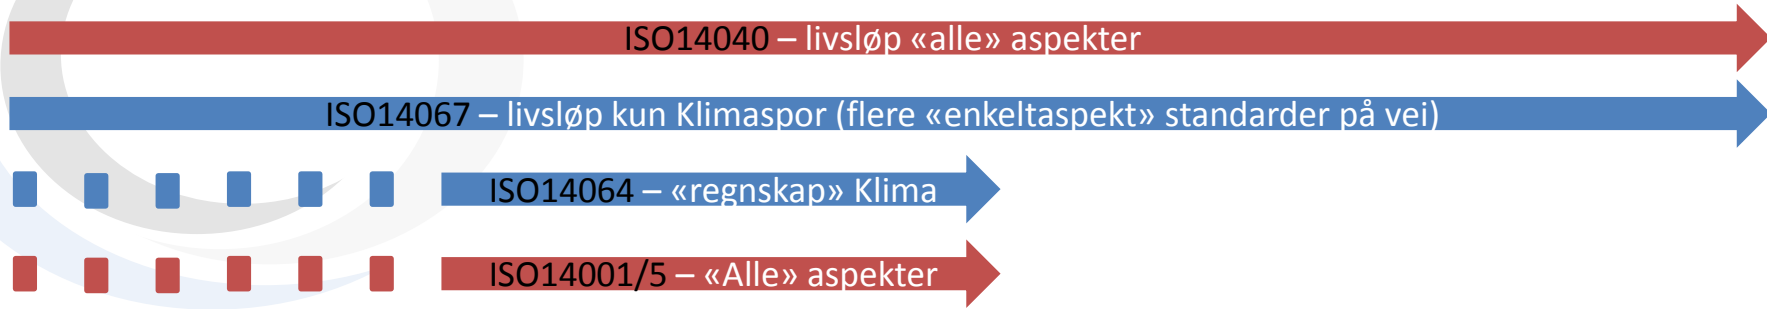 ISO14040 – livsløp «alle» aspekter
ISO14067 – livsløp kun Klimaspor (flere «enkeltaspekt» standarder på vei)
ISO14064 – «regnskap» Klima
ISO14001/5 – «Alle» aspekter